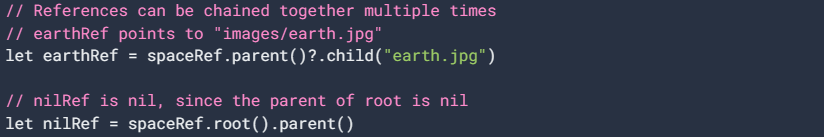 // References can be chained together multiple times
// earthRef points to "images/earth.jpg"
let earthRef = spaceRef.parent()?.child("earth.jpg")

// nilRef is nil, since the parent of root is nil
let nilRef = spaceRef.root().parent()